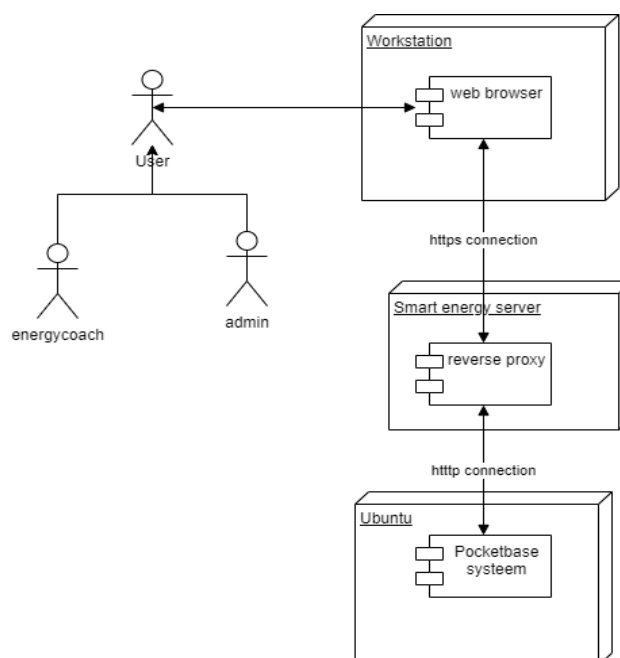 Workstation
web browser
User
https connection
energycoach
admin
Smart energy server
reverse proxy
htttp connection
Ubuntu
Pocketbase
systeem